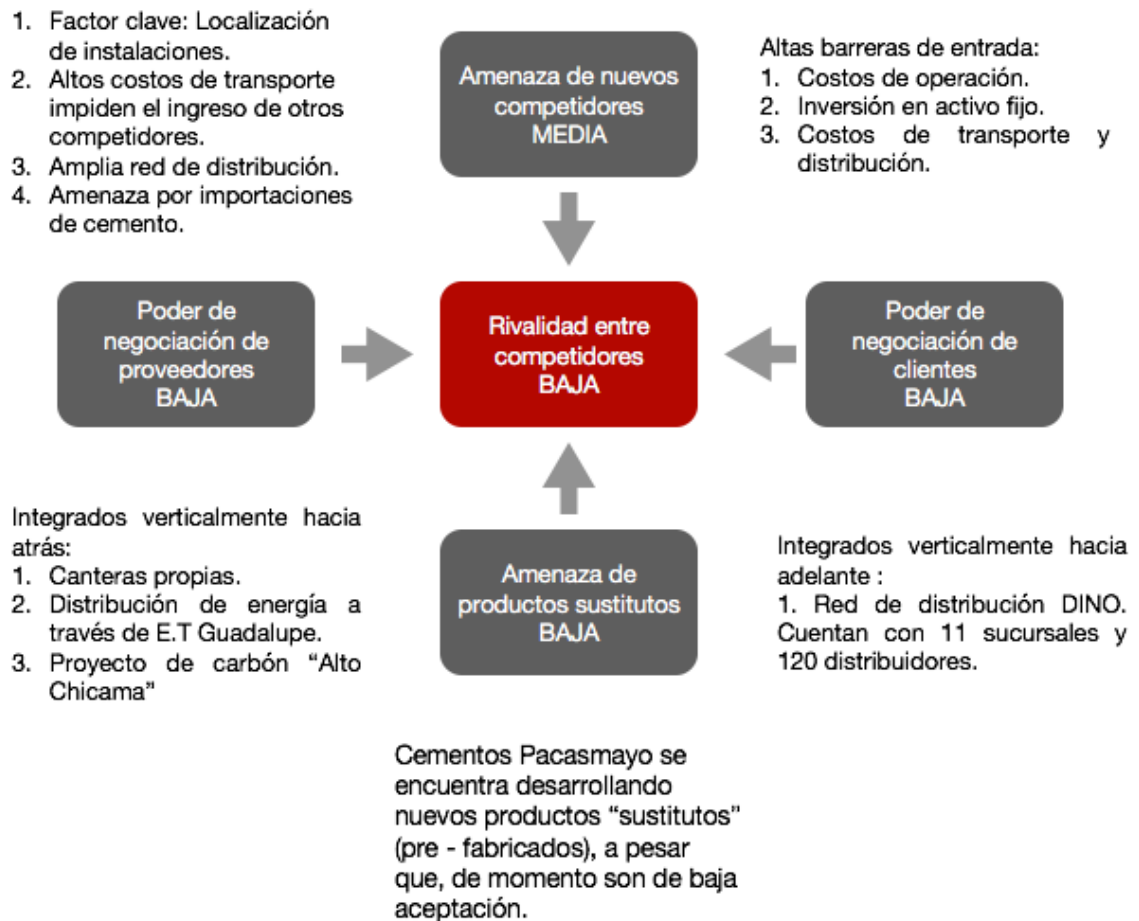 1. Factor clave: Localización
de instalaciones.
2. Altos costos de transporte
impiden el ingreso de otros
competidores.
3. Amplia red de distribución.
4. Amenaza por importaciones
de cemento.
Amenaza de nuevos
competidores
MEDIA
Altas barreras de entrada:
1. Costos de operación.
2. Inversión en activo fijo.
3. Costos de transporte y
distribución.
Poder de
negociación de
proveedores
BAJA
Rivalidad entre
competidores
BAJA
Poder de
negociación de
clientes
BAJA
Integrados verticalmente hacia
atrás:
1. Canteras propias.
2. Distribución de energía a
través de E.T Guadalupe.
3. Proyecto de carbón “Alto
Chicama”
Amenaza de
productos sustitutos
BAJA
Integrados verticalmente hacia
adelante :
1. Red de distribución DINO.
Cuentan con 11 sucursales y
120 distribuidores.
Cementos Pacasmayo se
encuentra desarrollando
nuevos productos “sustitutos”
(pre - fabricados), a pesar
que, de momento son de baja
aceptación.